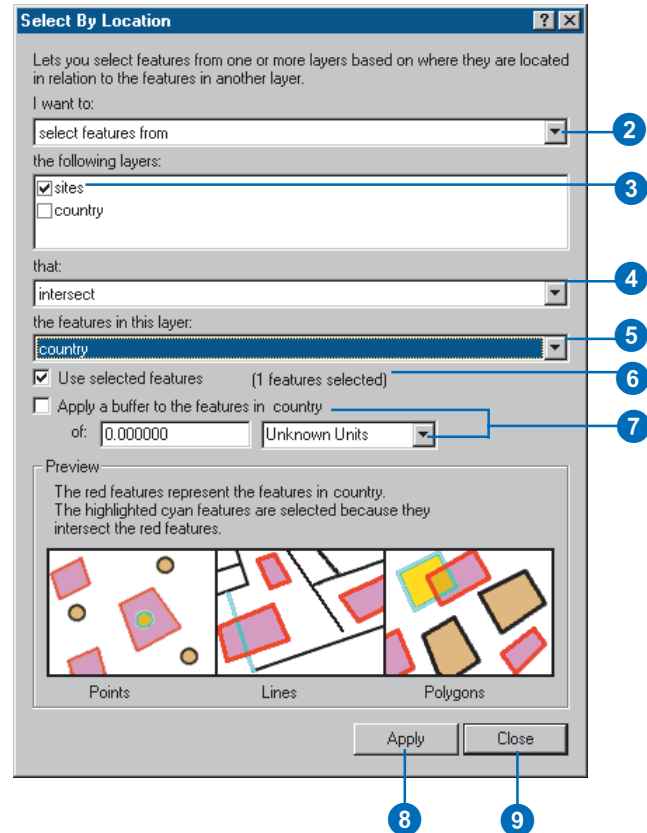 Select By Location
Lets you select features from one or more layers based on where they are located
in relation to the features in another layer.
I want to:
select features from
2
the following layers:
sites
3
country
that:
4
intersect
the features in this layer:
5
country
Use selected features (1 features selected)
6
Apply a buffer to the features in country
7
of: 0.000000 Unknown Units
Preview
The red features represent the features in country.
The highlighted cyan features are selected because they
intersect the red features.
Points Lines Polygons
Apply Close
8 9